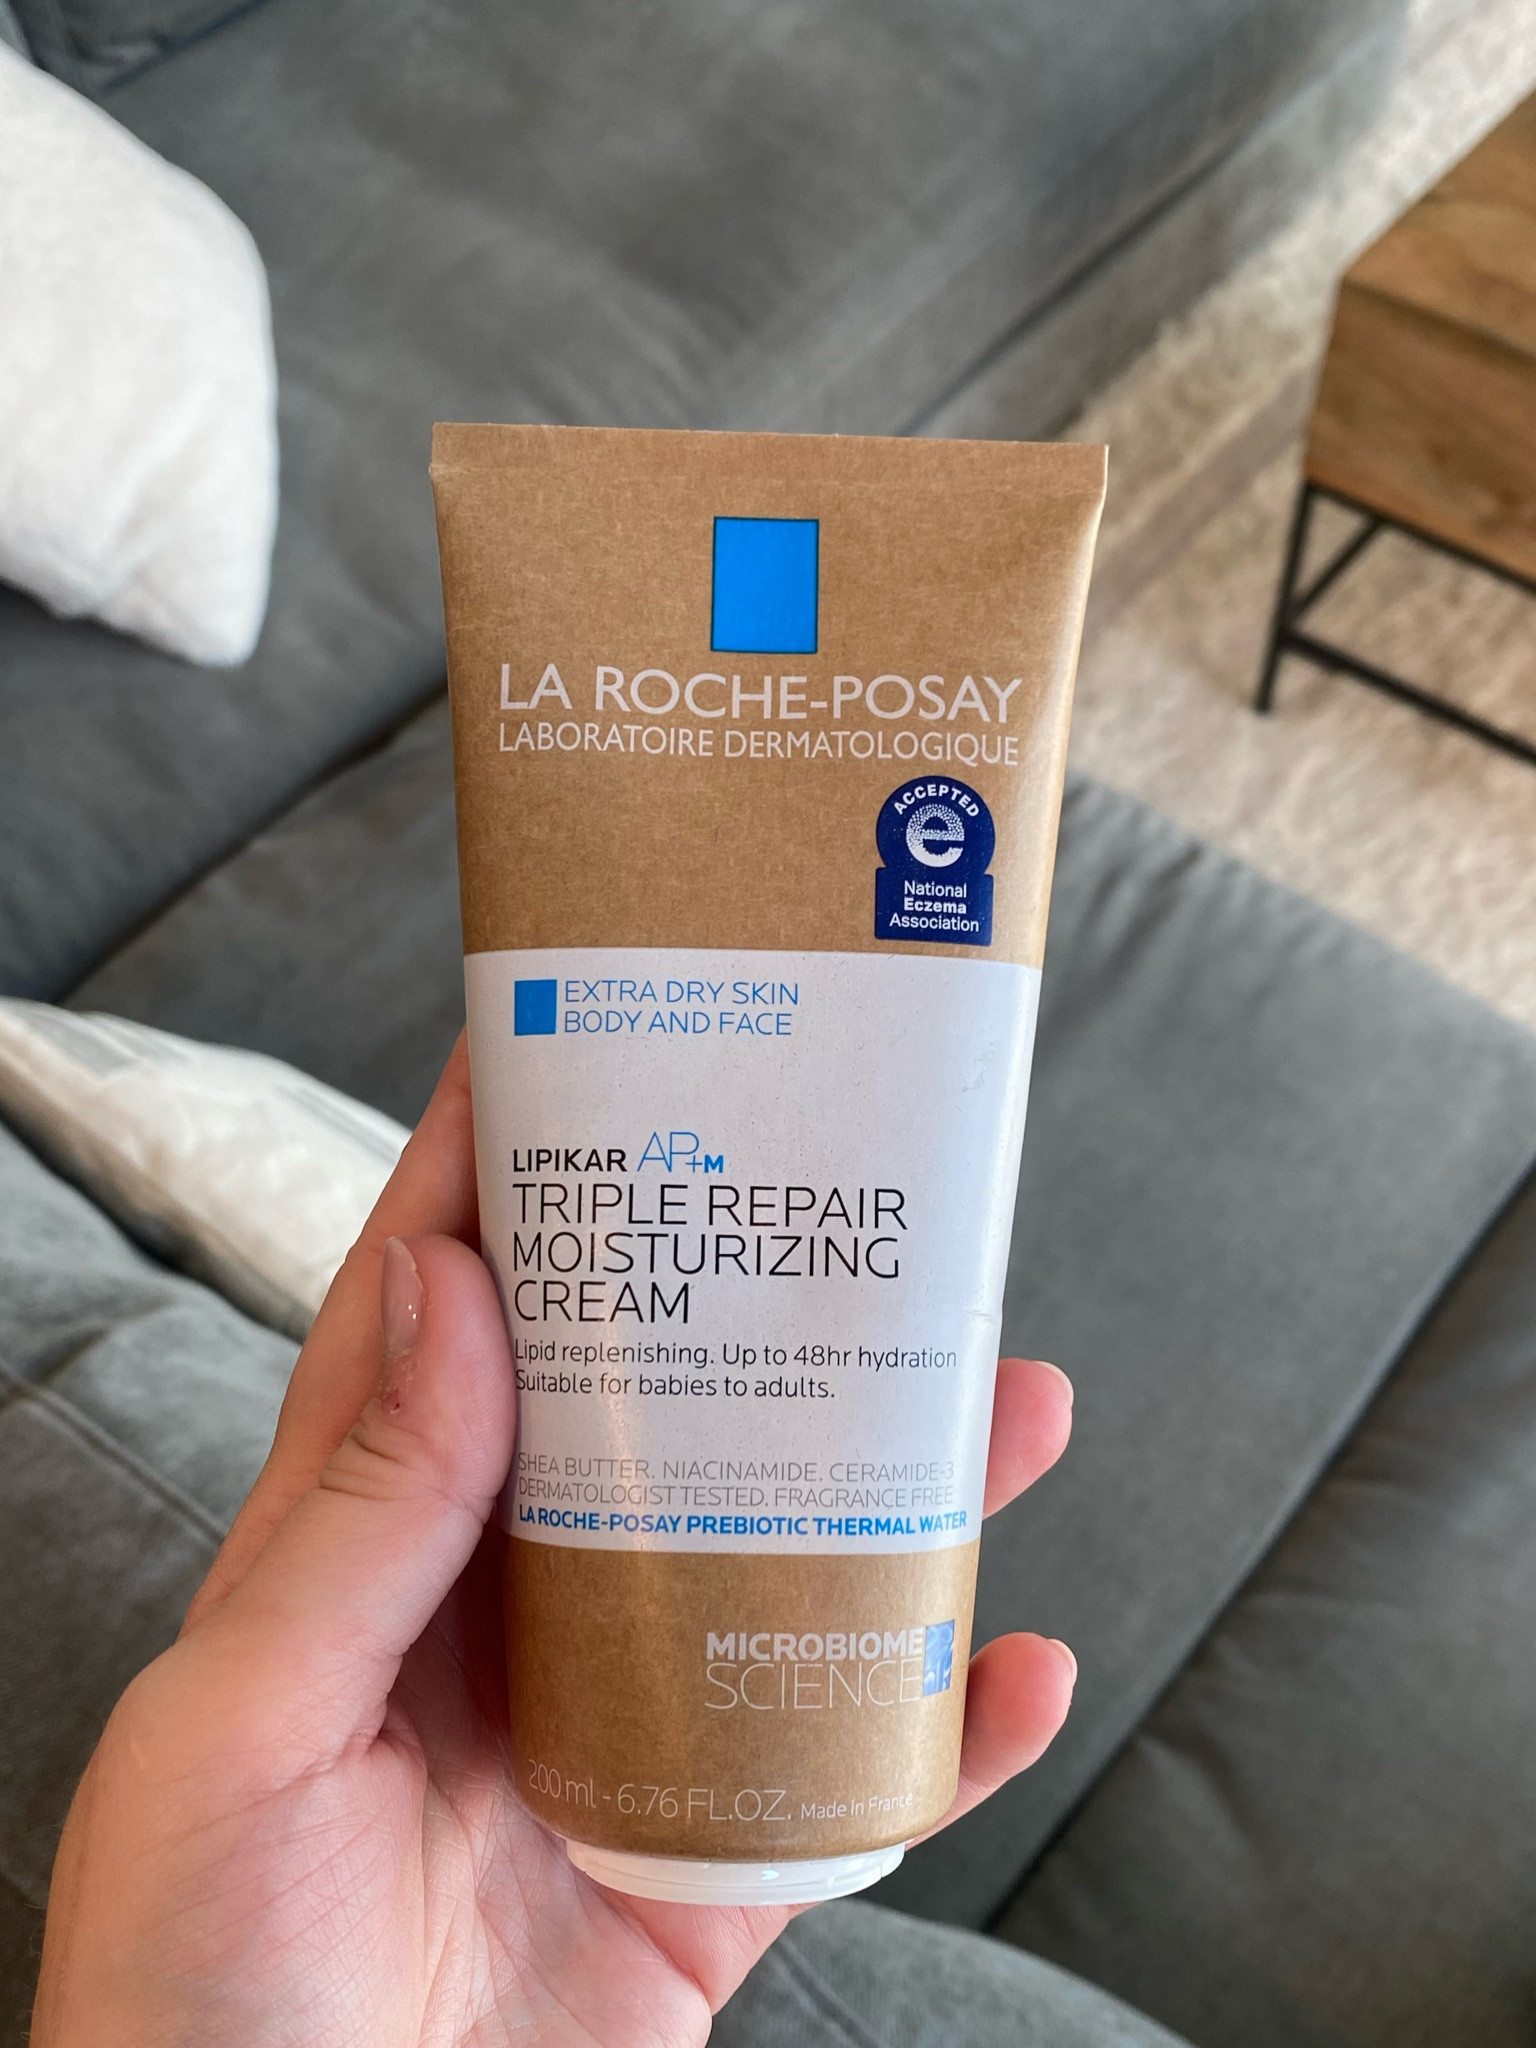 LA ROCHE-POSAY
LABORATOIRE DERMATOLOGIQUE
ACCEPTED
e
National
Eczema
Association
EXTRA DRY SKIN
BODY AND FACE
LIPIKAR AP+M
TRIPLE REPAIR
MOISTURIZING
CREAM
Lipid replenishing. Up to 48hr hydration
Suitable for babies to adults.
SHEA BUTTER. NIACINAMIDE. CERAMIDE-3
DERMATOLOGIST TESTED. FRAGRANCE FREE
LA ROCHE-POSAY PREBIOTIC THERMAL WATER
MICROBIOME
SCIENCE
200 ml - 6.76 FL.OZ. Made in France